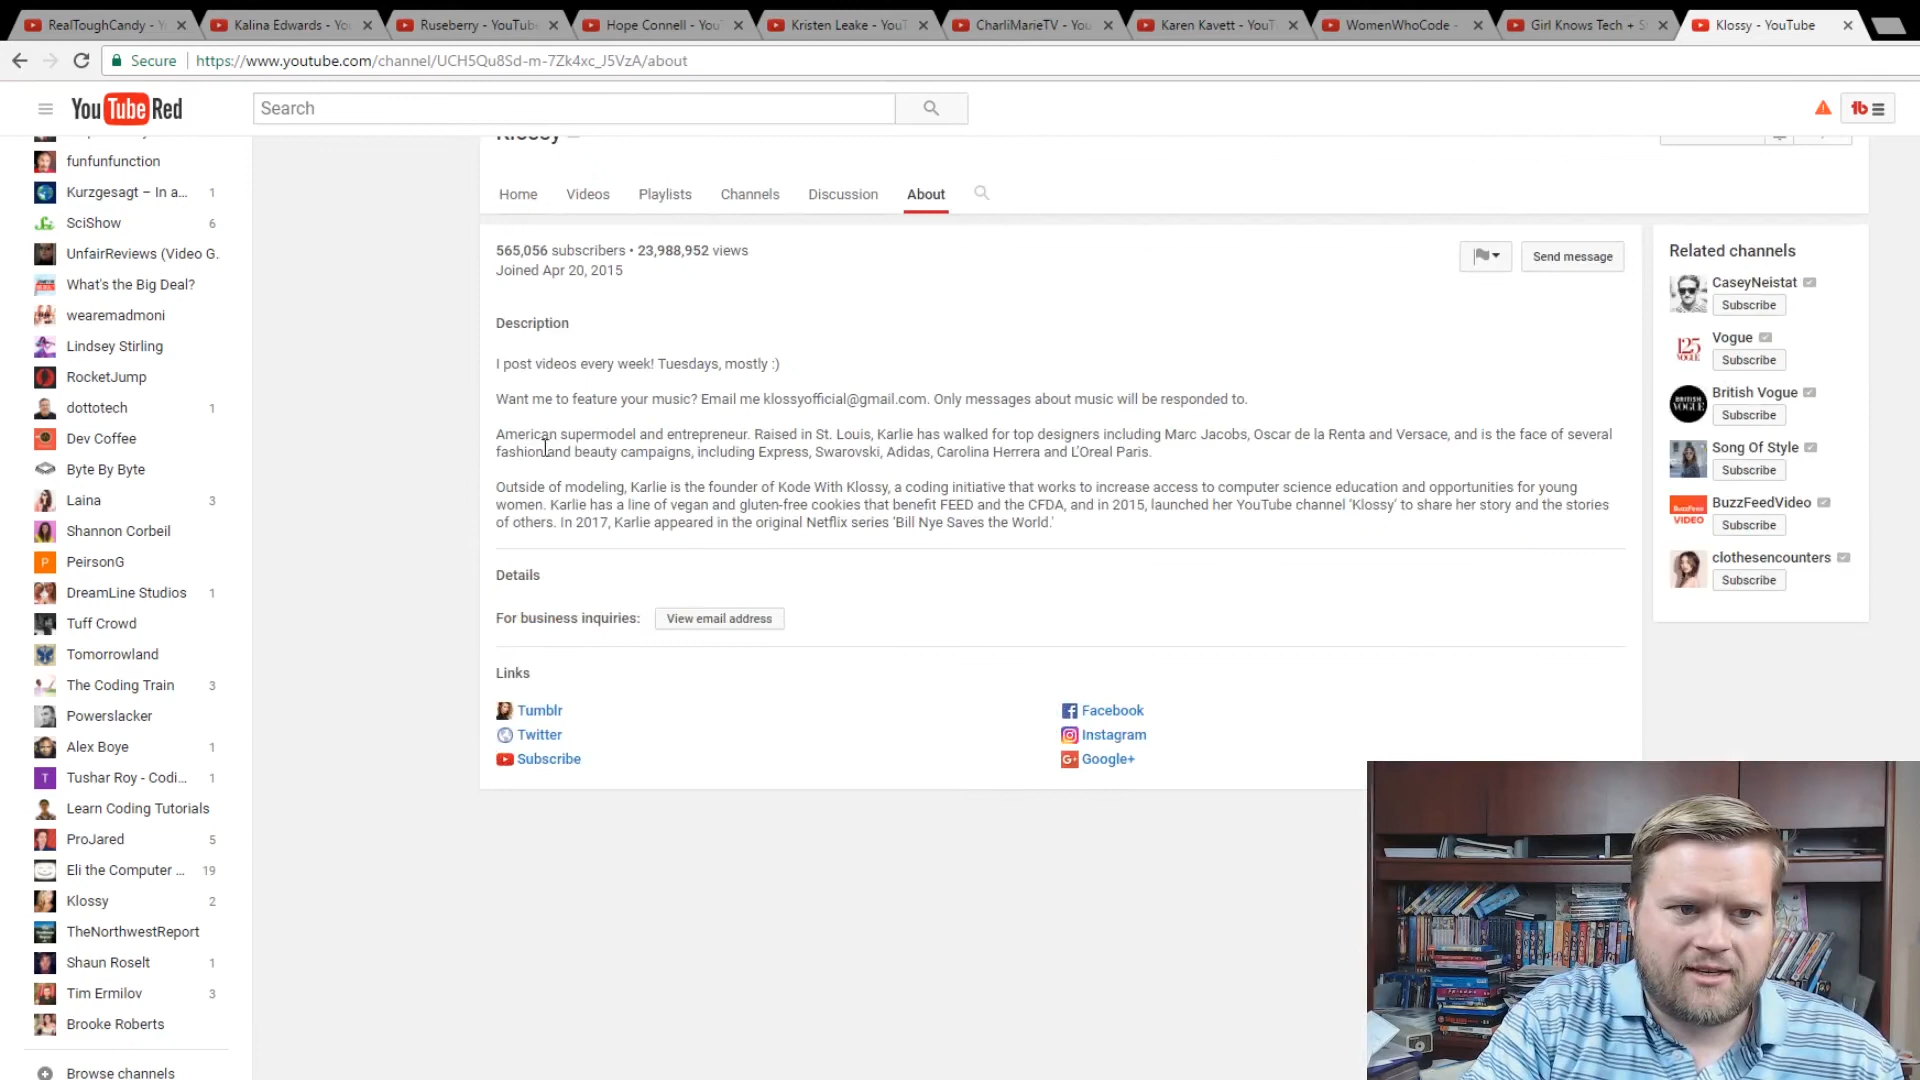 RealToughCandy - Y
Kalina Edwards - You
Ruseberry - YouTube
Hope Connell - YouT
Kristen Leake - YouT
CharliMarieTV - You
Karen Kavett - YouT
WomenWhoCode -
Girl Knows Tech + S
Klossy - YouTube
Secure
https://www.youtube.com/channel/UCH5Qu8Sd-m-7Zk4xc_J5VzA/about
YouTube Red
Search
funfunfunction
Kurzgesagt – In a... 1
SciShow 6
UnfairReviews (Video G.
What's the Big Deal?
wearemadmoni
Lindsey Stirling
RocketJump
dottotech 1
Dev Coffee
Byte By Byte
Laina 3
Shannon Corbeil
P PeirsonG
DreamLine Studios 1
Tuff Crowd
Tomorrowland
The Coding Train 3
Powerslacker
Alex Boye 1
T Tushar Roy - Codi... 1
Learn Coding Tutorials
ProJared 5
Eli the Computer ... 19
Klossy 2
TheNorthwestReport
Shaun Roselt 1
Tim Ermilov 3
Brooke Roberts
Browse channels
Klossy
Home Videos Playlists Channels Discussion About
565,056 subscribers • 23,988,952 views
Joined Apr 20, 2015
Send message
Description
I post videos every week! Tuesdays, mostly :)
Want me to feature your music? Email me klossyofficial@gmail.com. Only messages about music will be responded to.
American supermodel and entrepreneur. Raised in St. Louis, Karlie has walked for top designers including Marc Jacobs, Oscar de la Renta and Versace, and is the face of several
fashion and beauty campaigns, including Express, Swarovski, Adidas, Carolina Herrera and L'Oreal Paris.
Outside of modeling, Karlie is the founder of Kode With Klossy, a coding initiative that works to increase access to computer science education and opportunities for young
women. Karlie has a line of vegan and gluten-free cookies that benefit FEED and the CFDA, and in 2015, launched her YouTube channel 'Klossy' to share her story and the stories
of others. In 2017, Karlie appeared in the original Netflix series 'Bill Nye Saves the World.'
Details
For business inquiries: View email address
Links
Tumblr
Twitter
Subscribe
Facebook
Instagram
Google+
Related channels
CaseyNeistat
Subscribe
125 VOGUE
Vogue
Subscribe
BRITISH VOGUE
British Vogue
Subscribe
Song Of Style
Subscribe
BuzzFeed VIDEO
BuzzFeedVideo
Subscribe
clothesencounters
Subscribe